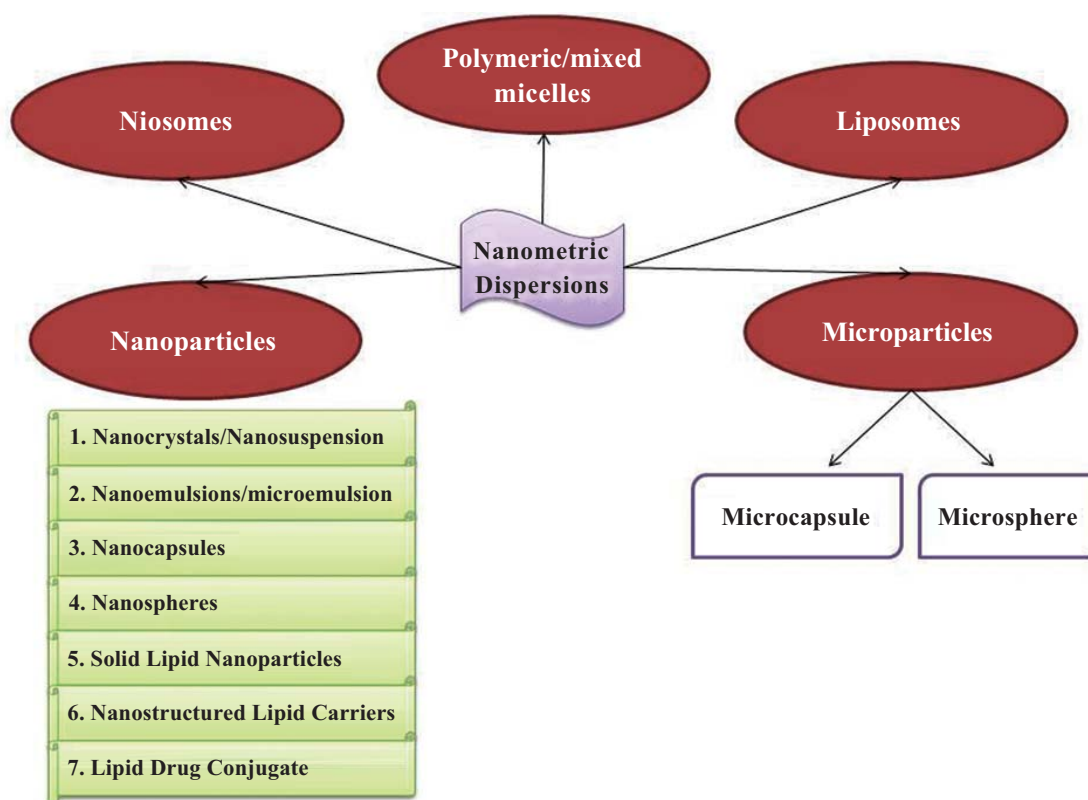 Polymeric/mixed
micelles
Niosomes
Liposomes
Nanometric
Dispersions
Nanoparticles
Microparticles
1. Nanocrystals/Nanosuspension
2. Nanoemulsions/microemulsion
3. Nanocapsules
4. Nanospheres
5. Solid Lipid Nanoparticles
6. Nanostructured Lipid Carriers
7. Lipid Drug Conjugate
Microcapsule
Microsphere